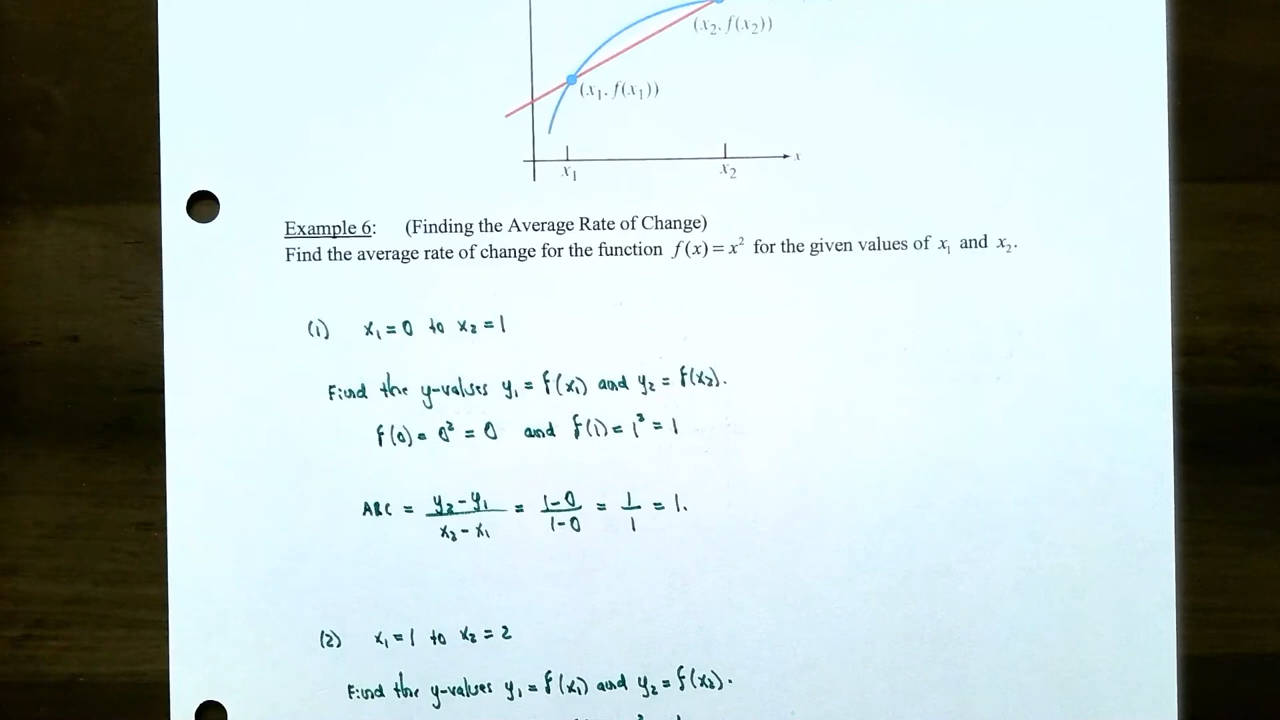 (x₂, f(x₂))
(x₁, f(x₁))
x
x₁ x₂
Example 6: (Finding the Average Rate of Change)
Find the average rate of change for the function f(x) = x² for the given values of x₁ and x₂.
(1) x₁ = 0 to x₂ = 1
Find the y-values y₁ = f(x₁) and y₂ = f(x₂).
f(0) = 0² = 0 and f(1) = 1² = 1
ARC = (y₂ - y₁)/(x₂ - x₁) = (1-0)/(1-0) = 1/1 = 1.
(2) x₁ = 1 to x₂ = 2
Find the y-values y₁ = f(x₁) and y₂ = f(x₂).